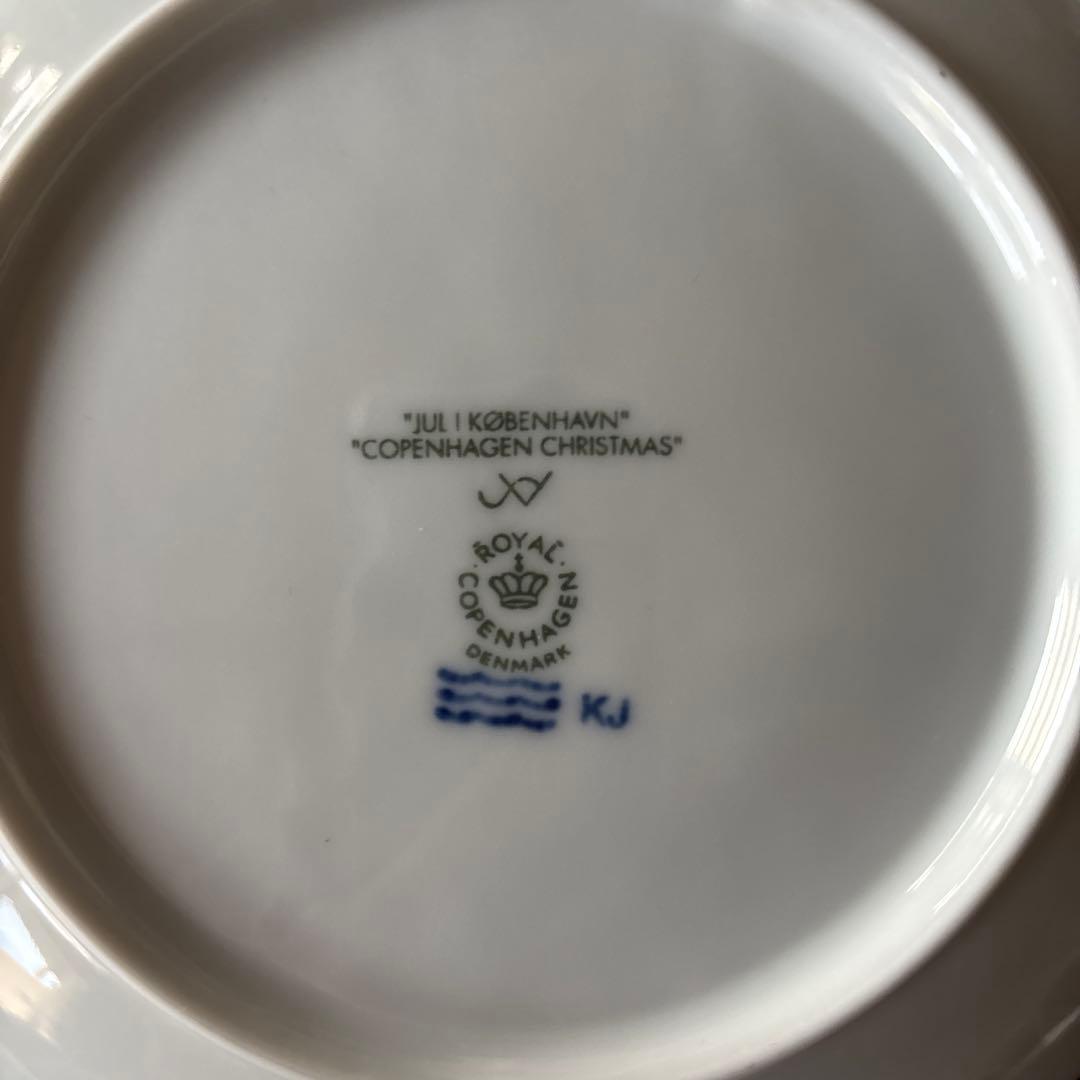 "JUL I KØBENHAVN"
"COPENHAGEN CHRISTMAS"
ROYAL
COPENHAGEN
DENMARK
KJ